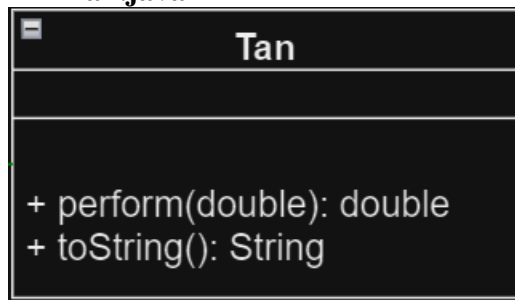 Tan
+ perform(double): double
+ toString(): String